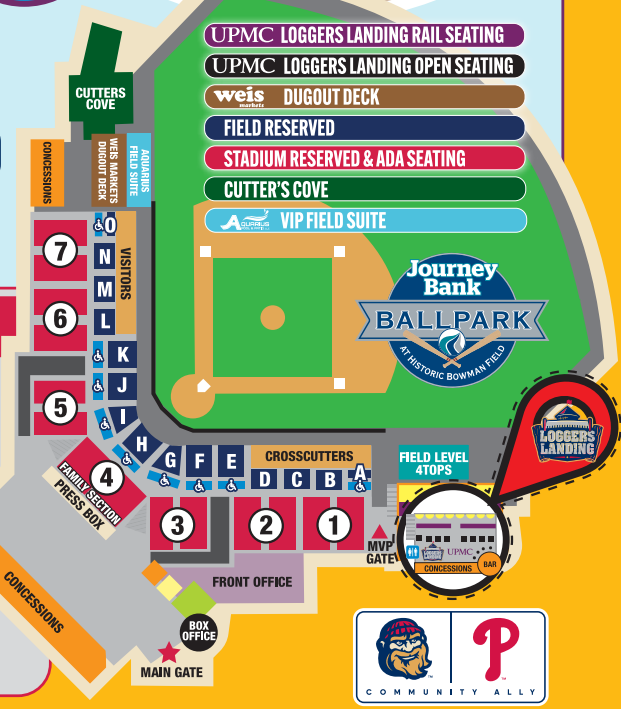 UPMC LOGGERS LANDING RAIL SEATING
UPMC LOGGERS LANDING OPEN SEATING
weis markets DUGOUT DECK
FIELD RESERVED
STADIUM RESERVED & ADA SEATING
CUTTER'S COVE
AQUARIUS VIP FIELD SUITE
CUTTERS
COVE
CONCESSIONS
WEIS MARKETS
DUGOUT DECK
AQUARIUS
FIELD SUITE
7
6
5
4
FAMILY SECTION
PRESS BOX
3
2
1
O
N
M
L
VISITORS
K
J
I
H
G
F
E
CROSSCUTTERS
D
C
B
A
Journey
Bank
BALLPARK
AT HISTORIC BOWMAN FIELD
LOGGERS
LANDING
FIELD LEVEL
4TOPS
MVP
GATE
LOGGERS
LANDING
UPMC
CONCESSIONS
BAR
FRONT OFFICE
CONCESSIONS
BOX
OFFICE
MAIN GATE
P
COMMUNITY ALLY